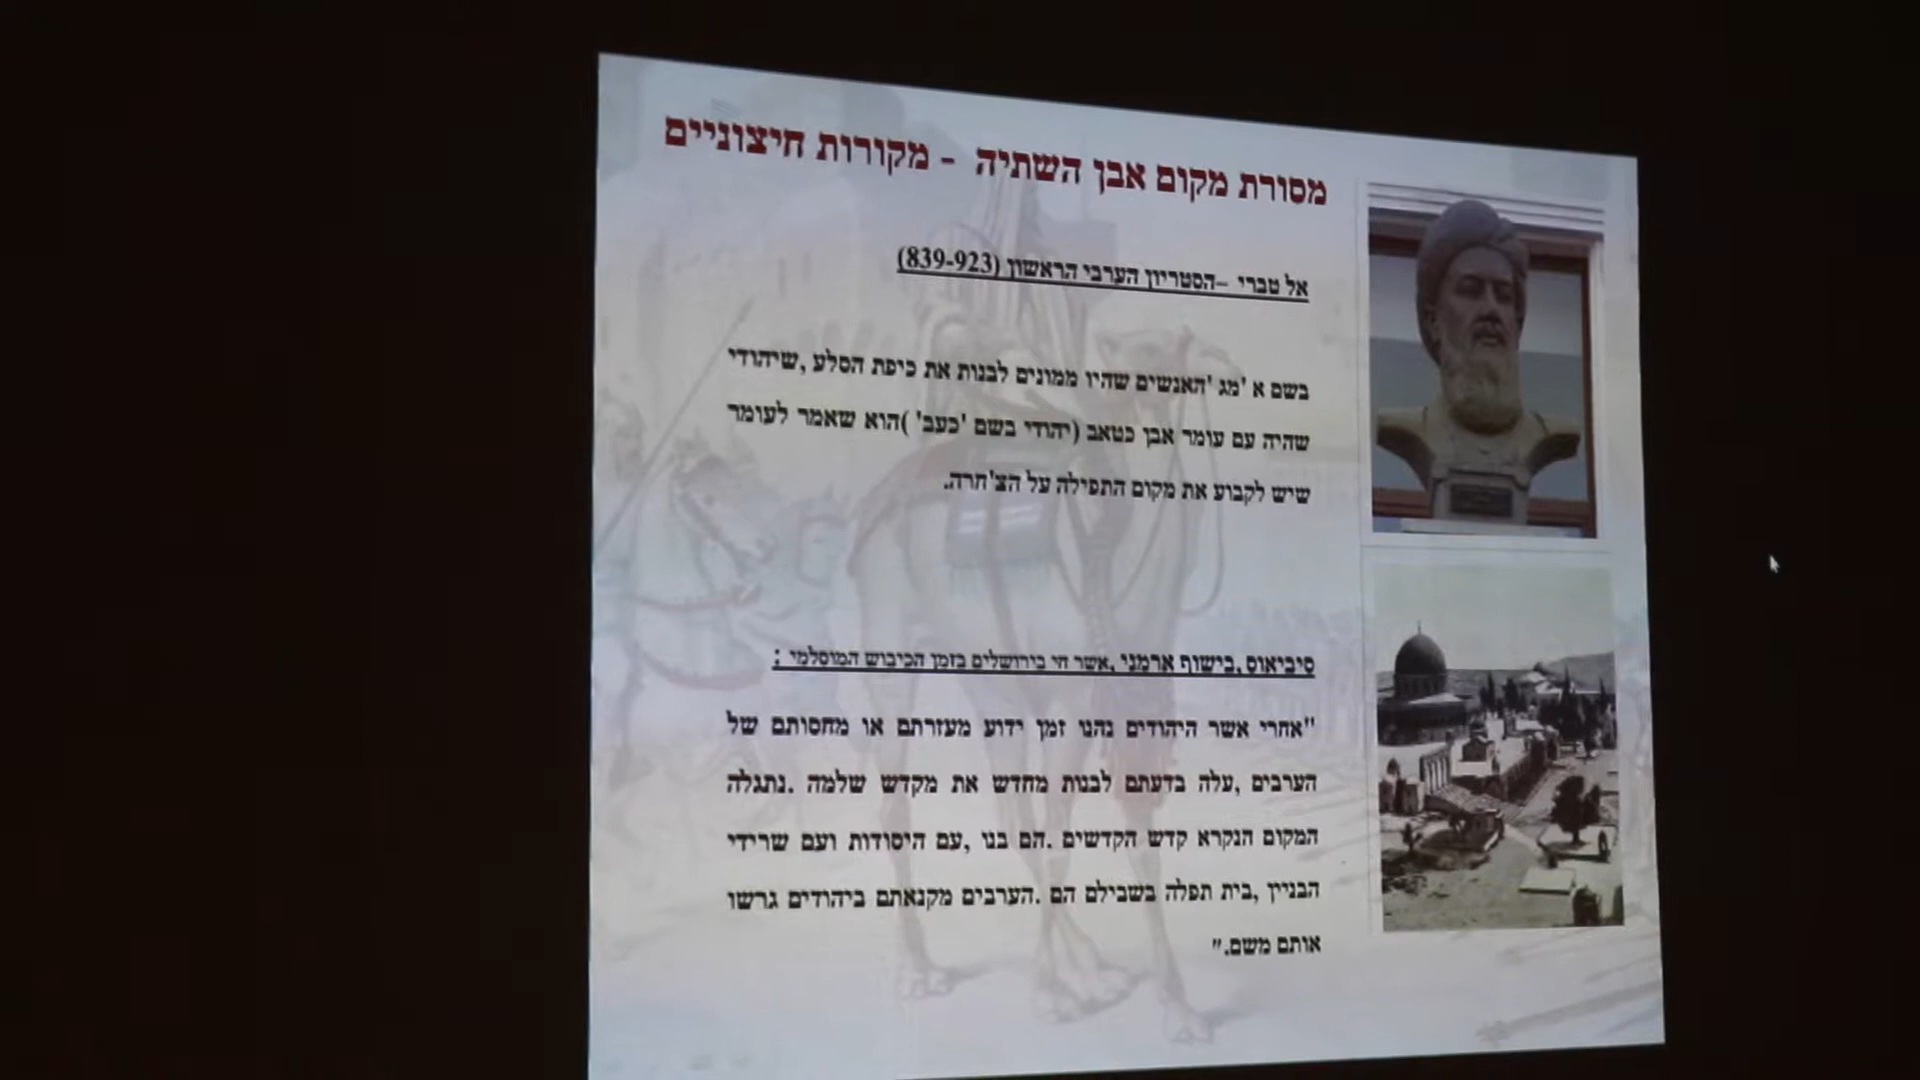 מסורת מקום אבן השתיה - מקורות חיצוניים
אל טברי –הסטריון הערבי הראשון (839-923)
בשם א 'מג 'האנשים שהיו ממונים לבנות את כיפת הסלע ,שיהודי
שהיה עם עומר אבן כטאב (יהודי בשם 'כעב' )הוא שאמר לעומר
שיש לקבוע את מקום התפילה על הצ'חרה.
סיביאוס ,בישוף ארמני ,אשר חי בירושלים בזמן הכיבוש המוסלמי :
"אחרי אשר היהודים נהנו זמן ידוע מעזרתם או מחסותם של
הערבים ,עלה בדעתם לבנות מחדש את מקדש שלמה .נתגלה
המקום הנקרא קדש הקדשים .הם בנו ,עם היסודות ועם שרידי
הבניין ,בית תפלה בשבילם הם .הערבים מקנאתם ביהודים גרשו
אותם משם."